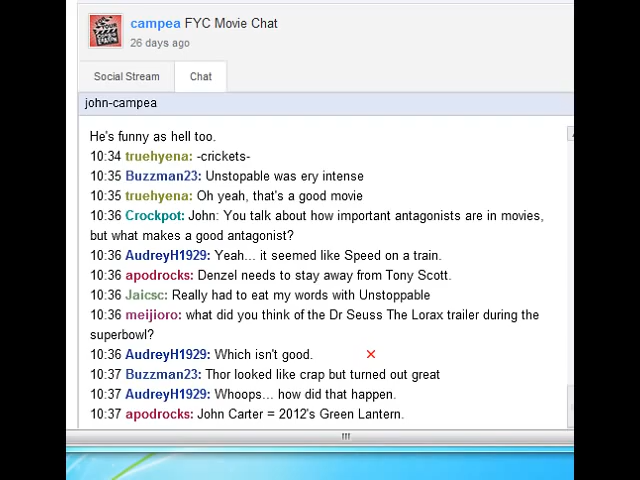 campea FYC Movie Chat
26 days ago
Social Stream Chat
john-campea
He's funny as hell too.
10:34 truehyena: -crickets-
10:35 Buzzman23: Unstopable was ery intense
10:35 truehyena: Oh yeah, that's a good movie
10:36 Crockpot: John: You talk about how important antagonists are in movies,
but what makes a good antagonist?
10:36 AudreyH1929: Yeah... it seemed like Speed on a train.
10:36 apodrocks: Denzel needs to stay away from Tony Scott.
10:36 Jaicsc: Really had to eat my words with Unstoppable
10:36 meijioro: what did you think of the Dr Seuss The Lorax trailer during the
superbowl?
10:36 AudreyH1929: Which isn't good.
10:37 Buzzman23: Thor looked like crap but turned out great
10:37 AudreyH1929: Whoops... how did that happen.
10:37 apodrocks: John Carter = 2012's Green Lantern.